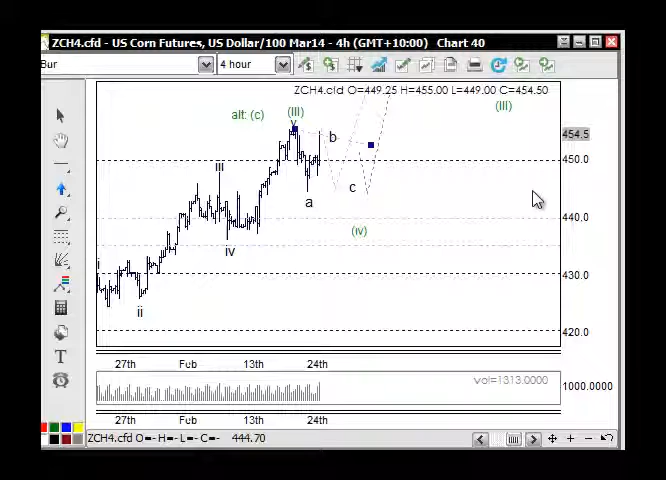 ZCH4.cfd - US Corn Futures, US Dollar/100 Mar14 - 4h (GMT+10:00) Chart 40
Bur 4 hour
ZCH4.cfd O=449.25 H=455.00 L=449.00 C=454.50
alt: (c) (III) (III)
v
454.5
b
450.0
iii
c
a
440.0
(iv)
iv
i
430.0
ii
420.0
27th Feb 13th 24th
vol=1313.0000
1000.0000
27th Feb 13th 24th
ZCH4.cfd O=- H=- L=- C=- 444.70
T